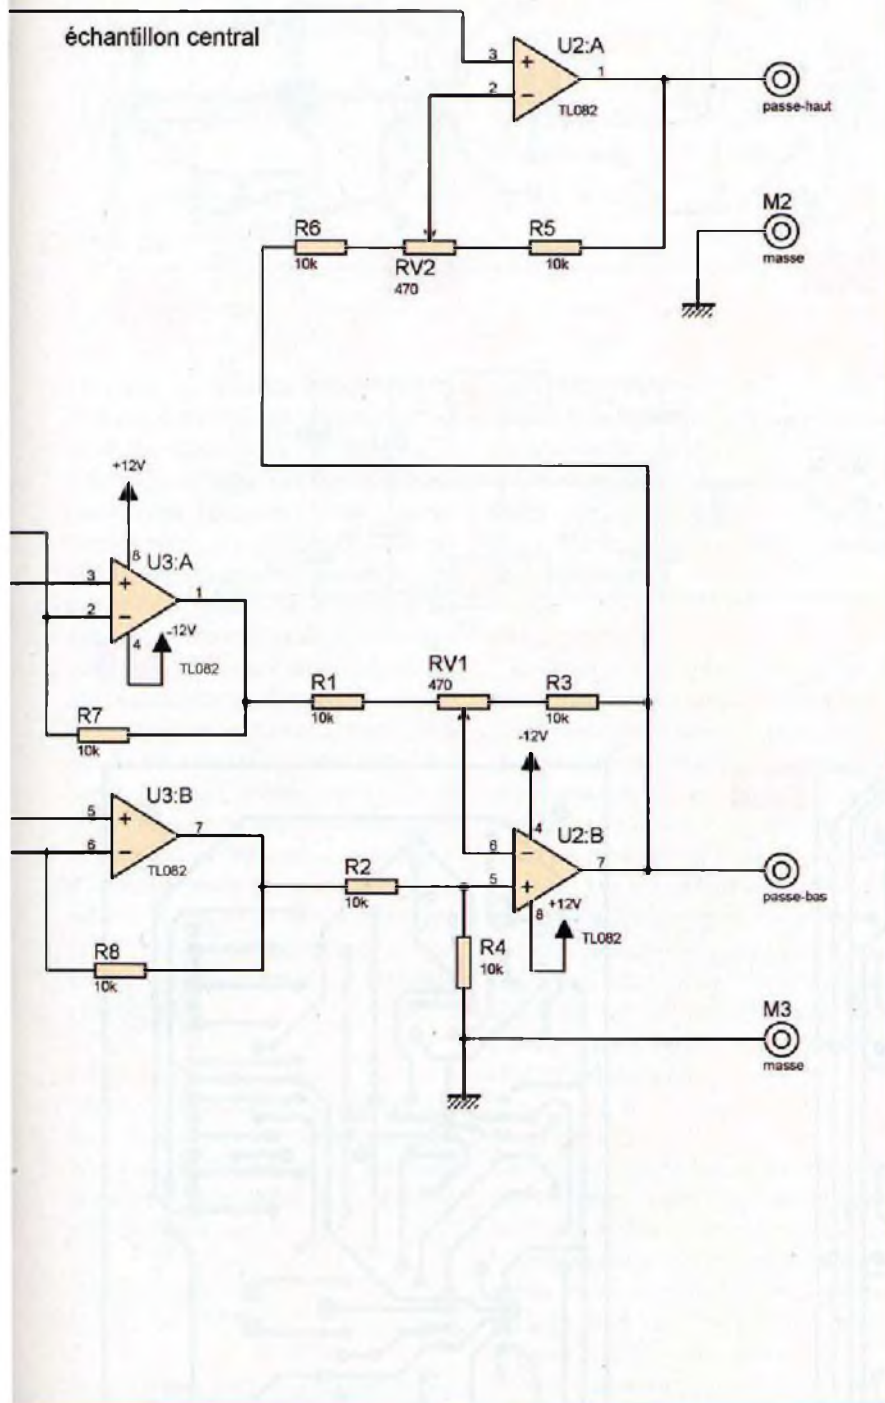 échantillon central
U2:A
3
+
2
−
1
TL082
passe-haut
M2
masse
R6
10k
RV2
470
R5
10k
+12V
8
U3:A
3
+
2
−
1
4
-12V
TL082
R7
10k
R1
10k
RV1
470
R3
10k
-12V
4
U2:B
6
−
5
+
7
8
+12V
TL082
passe-bas
U3:B
5
+
6
−
7
TL082
R2
10k
R8
10k
R4
10k
M3
masse